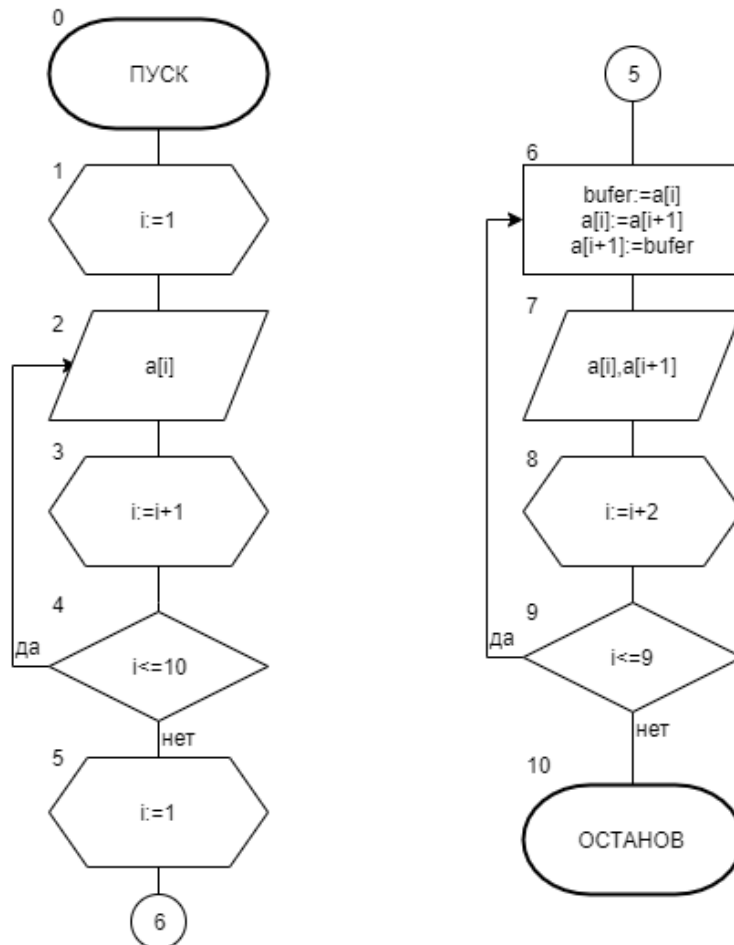 0
ПУСК
1
i:=1
2
a[i]
3
i:=i+1
4
да
i<=10
нет
5
i:=1
6
5
6
bufer:=a[i]
a[i]:=a[i+1]
a[i+1]:=bufer
7
a[i],a[i+1]
8
i:=i+2
9
да
i<=9
нет
10
ОСТАНОВ